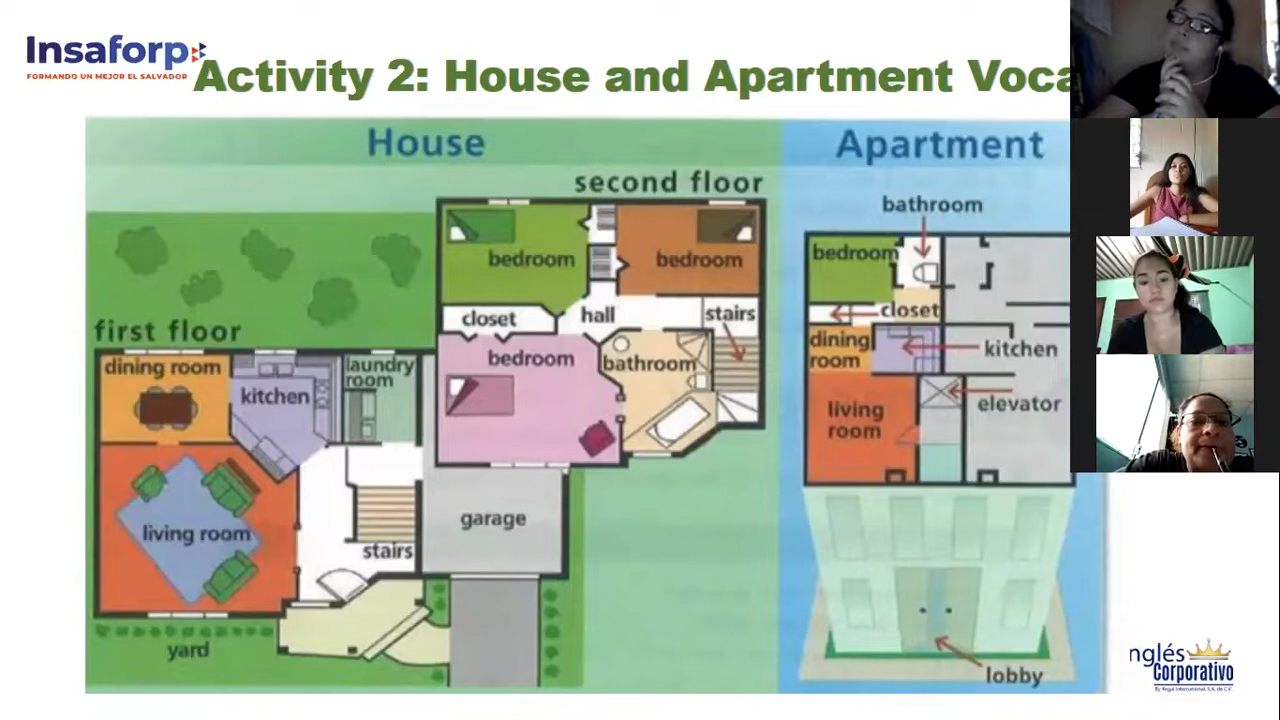 Insaforp
FORMANDO UN MEJOR EL SALVADOR
Activity 2: House and Apartment Voca
House
Apartment
second floor
bathroom
bedroom
bedroom
bedroom
closet
hall
stairs
closet
first floor
dining room
kitchen
laundry
room
bedroom
bathroom
dining
room
kitchen
elevator
living
room
living room
garage
stairs
yard
lobby
nglés
Corporativo